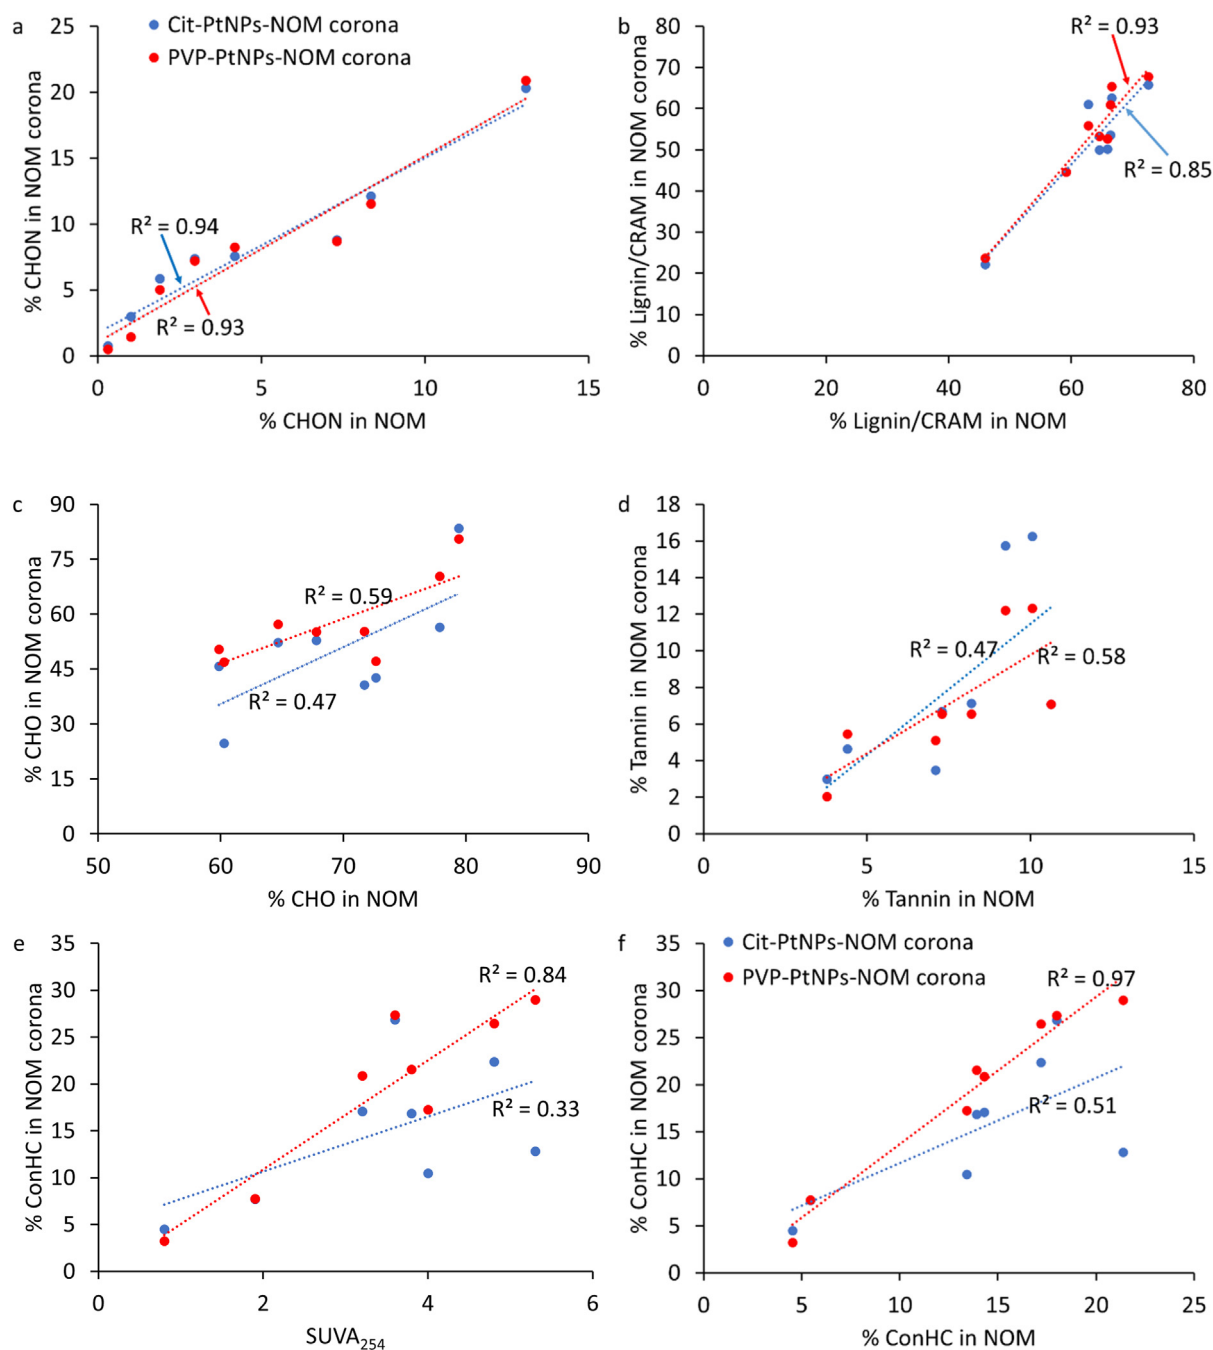 a
Cit-PtNPs-NOM corona
PVP-PtNPs-NOM corona
25
20
15
10
5
0
% CHON in NOM corona
R² = 0.94
R² = 0.93
0 5 10 15
% CHON in NOM
b
80
70
60
50
40
30
20
10
0
% Lignin/CRAM in NOM corona
R² = 0.93
R² = 0.85
0 20 40 60 80
% Lignin/CRAM in NOM
c
90
75
60
45
30
15
0
% CHO in NOM corona
R² = 0.59
R² = 0.47
50 60 70 80 90
% CHO in NOM
d
18
16
14
12
10
8
6
4
2
0
% Tannin in NOM corona
R² = 0.47
R² = 0.58
0 5 10 15
% Tannin in NOM
e
35
30
25
20
15
10
5
0
% ConHC in NOM corona
R² = 0.84
R² = 0.33
0 2 4 6
SUVA₂₅₄
f
Cit-PtNPs-NOM corona
PVP-PtNPs-NOM corona
35
30
25
20
15
10
5
0
% ConHC in NOM corona
R² = 0.97
R² = 0.51
0 5 10 15 20 25
% ConHC in NOM